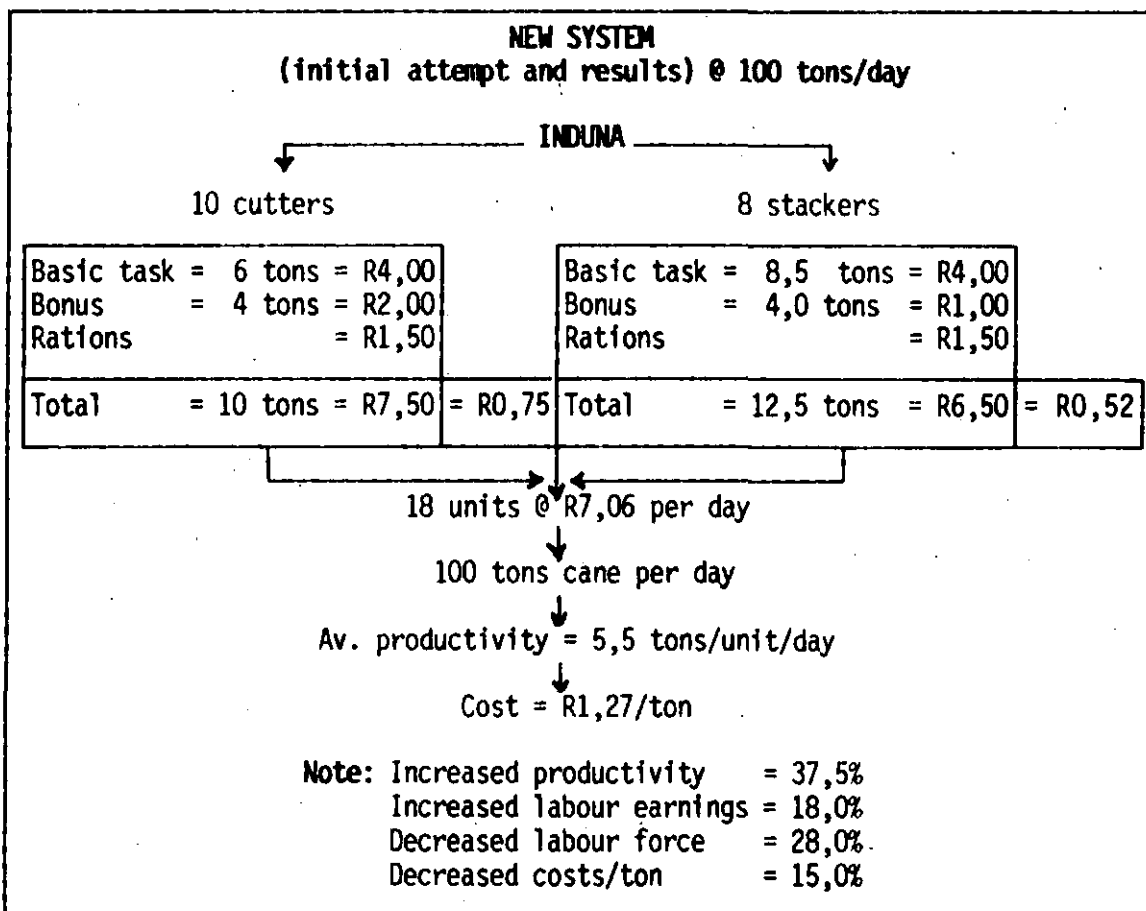 NEW SYSTEM
(initial attempt and results) @ 100 tons/day
INDUNA
10 cutters
8 stackers
Basic task = 6 tons = R4,00
Bonus = 4 tons = R2,00
Rations = R1,50
Total = 10 tons = R7,50 = R0,75
Basic task = 8,5 tons = R4,00
Bonus = 4,0 tons = R1,00
Rations = R1,50
Total = 12,5 tons = R6,50 = R0,52
18 units @ R7,06 per day
100 tons cane per day
Av. productivity = 5,5 tons/unit/day
Cost = R1,27/ton
Note: Increased productivity = 37,5%
Increased labour earnings = 18,0%
Decreased labour force = 28,0%
Decreased costs/ton = 15,0%